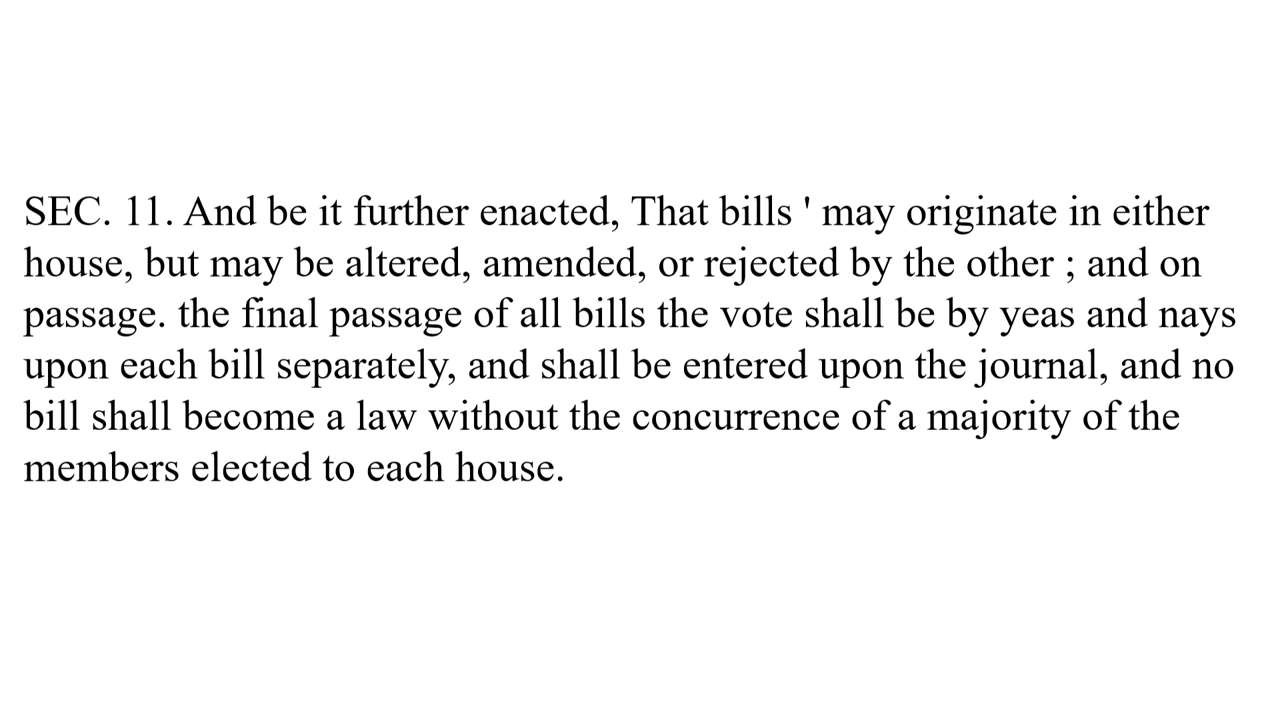 SEC. 11. And be it further enacted, That bills ' may originate in either
house, but may be altered, amended, or rejected by the other ; and on
passage. the final passage of all bills the vote shall be by yeas and nays
upon each bill separately, and shall be entered upon the journal, and no
bill shall become a law without the concurrence of a majority of the
members elected to each house.